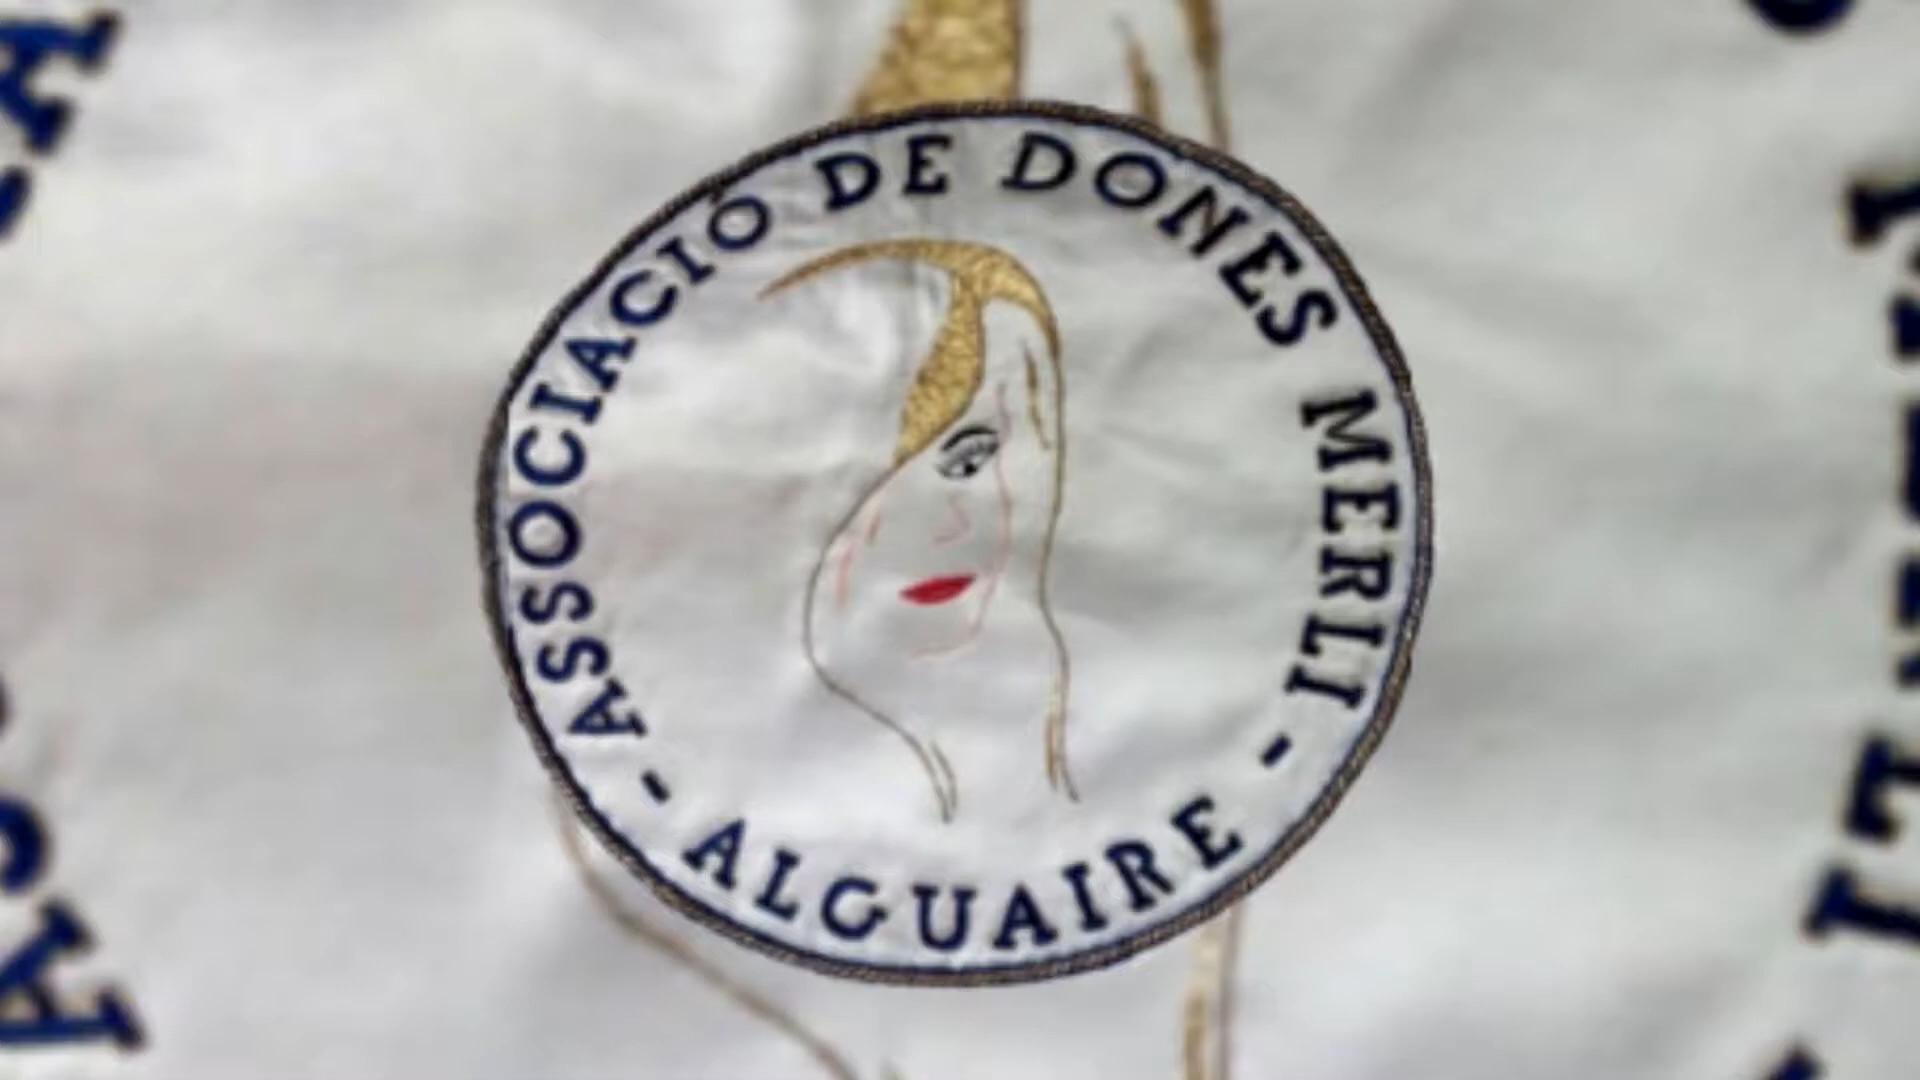 ASSOCIACIÓ DE DONES MERLI
- ALGUAIRE -